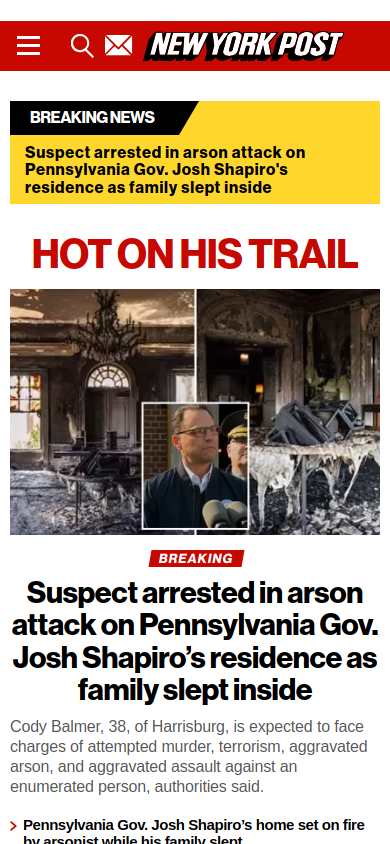 NEW YORK POST
BREAKING NEWS
Suspect arrested in arson attack on
Pennsylvania Gov. Josh Shapiro's
residence as family slept inside
HOT ON HIS TRAIL
BREAKING
Suspect arrested in arson
attack on Pennsylvania Gov.
Josh Shapiro’s residence as
family slept inside
Cody Balmer, 38, of Harrisburg, is expected to face
charges of attempted murder, terrorism, aggravated
arson, and aggravated assault against an
enumerated person, authorities said.
Pennsylvania Gov. Josh Shapiro’s home set on fire
by arsonist while his family slept